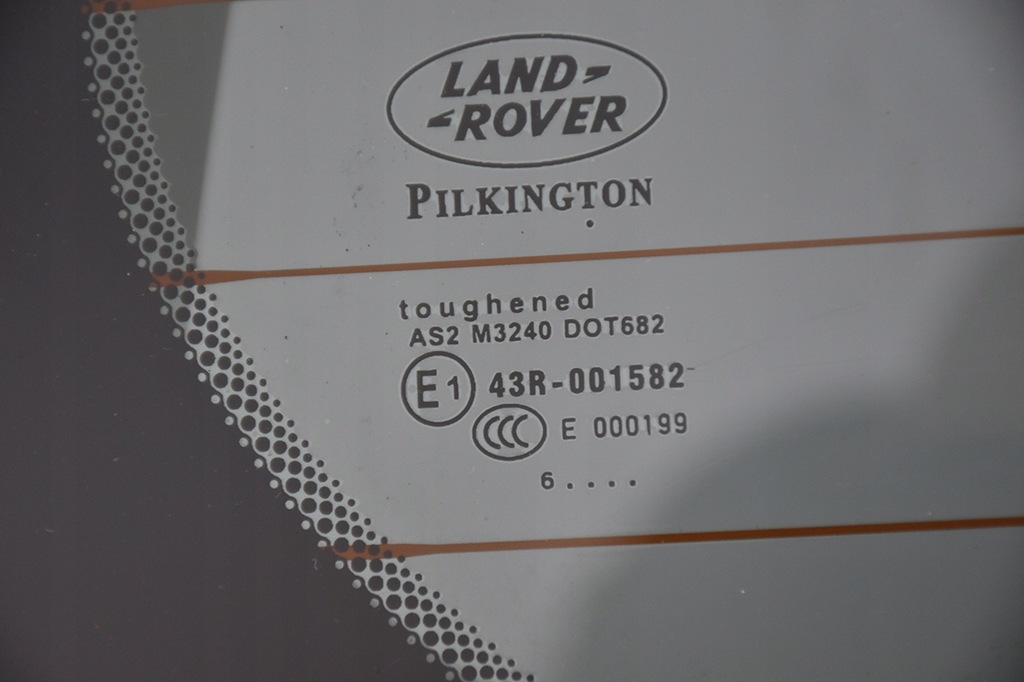 LAND
ROVER
PILKINGTON
toughened
AS2 M3240 DOT682
E1 43R-001582
CCC E 000199
6....